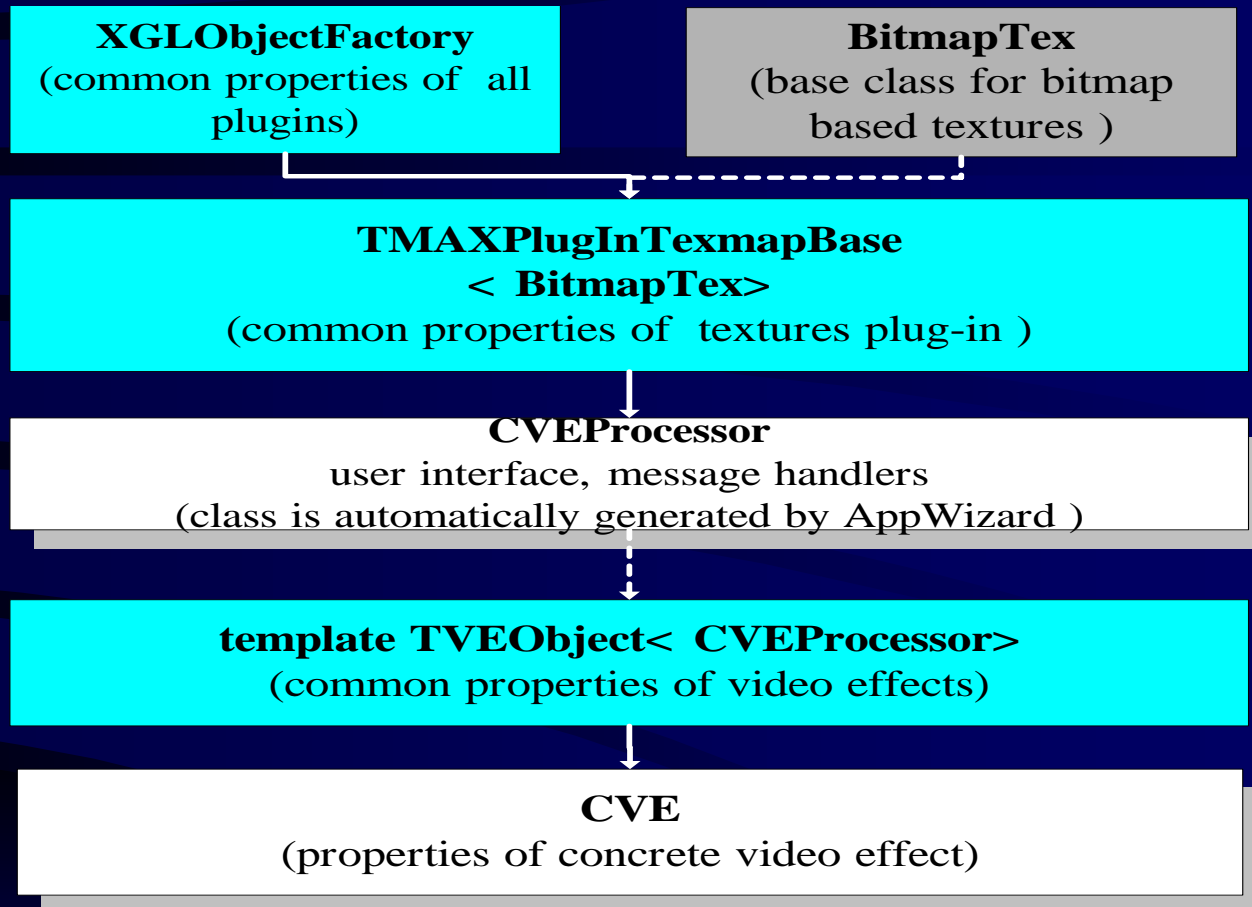 XGLObjectFactory
(common properties of all
plugins)
BitmapTex
(base class for bitmap
based textures )
TMAXPlugInTexmapBase
< BitmapTex>
(common properties of textures plug-in )
CVEProcessor
user interface, message handlers
(class is automatically generated by AppWizard )
template TVEObject< CVEProcessor>
(common properties of video effects)
CVE
(properties of concrete video effect)